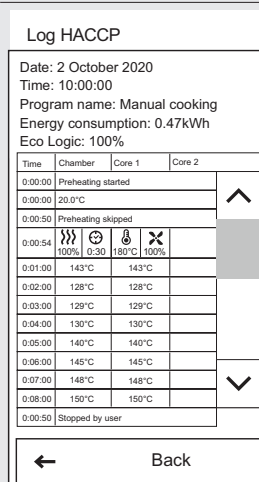 Log HACCP
Date: 2 October 2020
Time: 10:00:00
Program name: Manual cooking
Energy consumption: 0.47kWh
Eco Logic: 100%
Time Chamber Core 1 Core 2
0:00:00 Preheating started
0:00:00 20.0°C
0:00:50 Preheating skipped
0:00:54 100% 0:30 180°C 100%
0:01:00 143°C 143°C
0:02:00 128°C 128°C
0:03:00 129°C 129°C
0:04:00 130°C 130°C
0:05:00 140°C 140°C
0:06:00 145°C 145°C
0:07:00 148°C 148°C
0:08:00 150°C 150°C
0:00:50 Stopped by user
Back